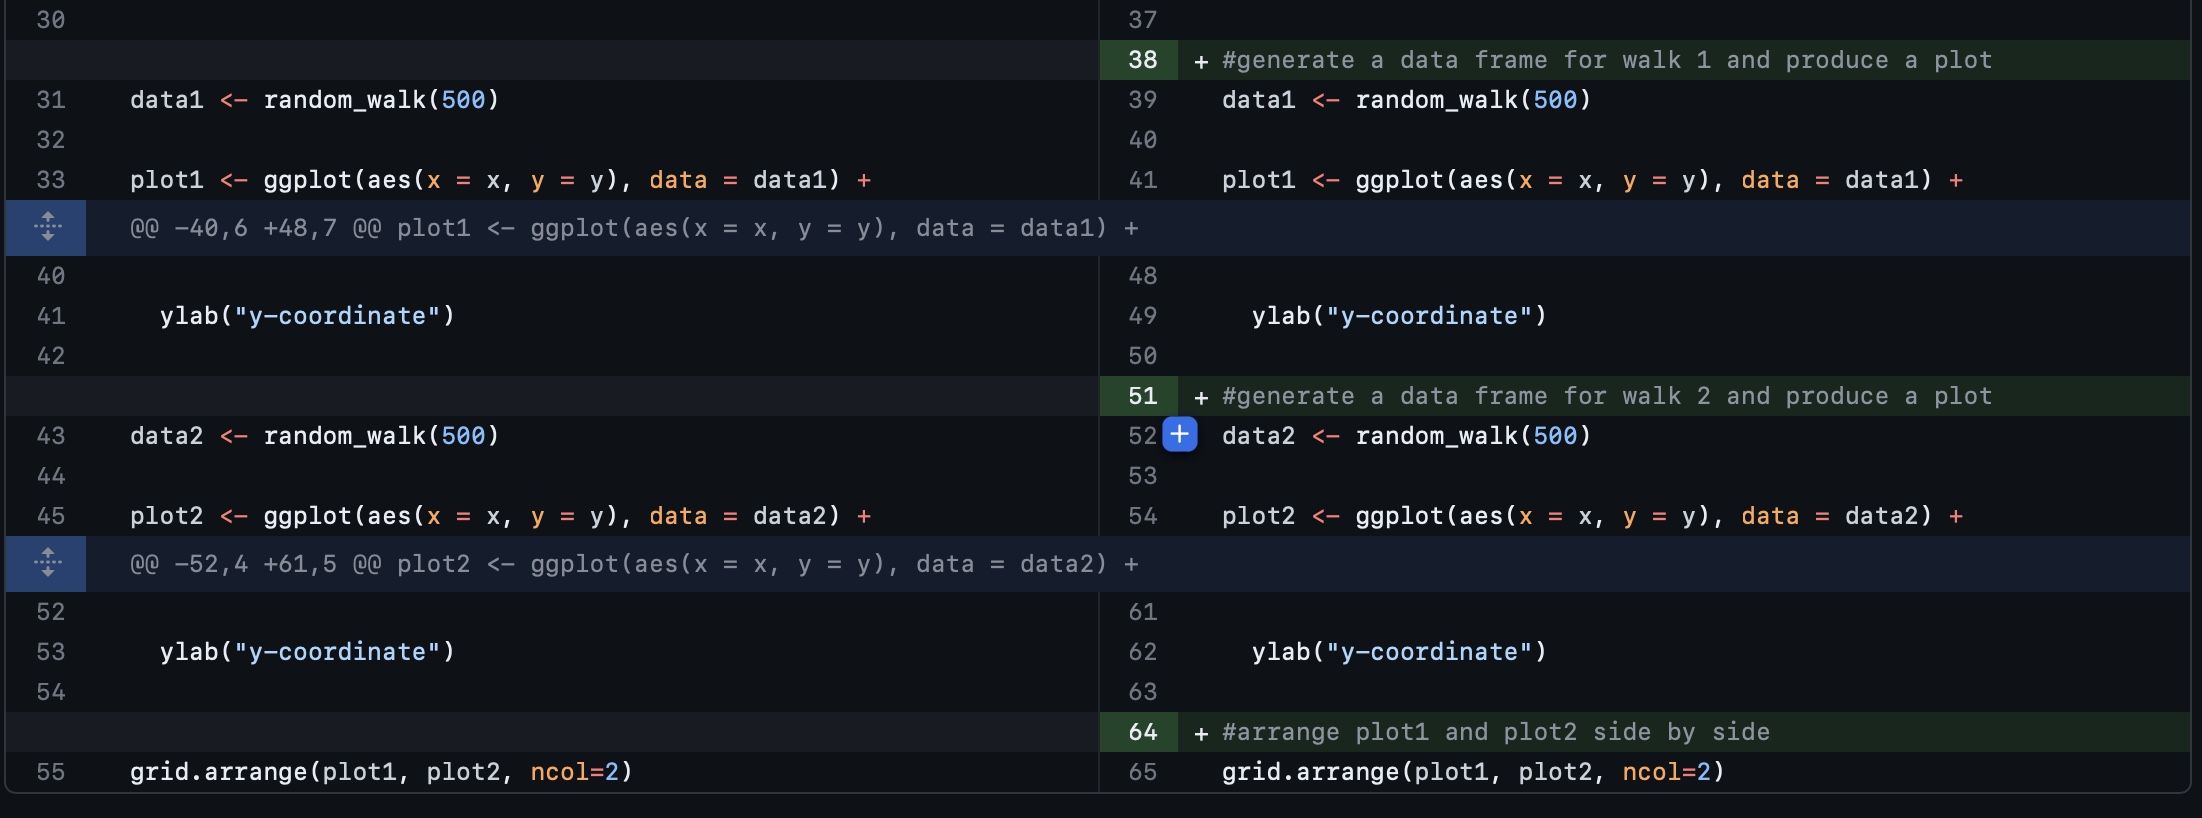 30 37
38 + #generate a data frame for walk 1 and produce a plot
31 data1 <- random_walk(500) 39 data1 <- random_walk(500)
32 40
33 plot1 <- ggplot(aes(x = x, y = y), data = data1) + 41 plot1 <- ggplot(aes(x = x, y = y), data = data1) +
@@ -40,6 +48,7 @@ plot1 <- ggplot(aes(x = x, y = y), data = data1) +
40 48
41 ylab("y-coordinate") 49 ylab("y-coordinate")
42 50
51 + #generate a data frame for walk 2 and produce a plot
43 data2 <- random_walk(500) 52 + data2 <- random_walk(500)
44 53
45 plot2 <- ggplot(aes(x = x, y = y), data = data2) + 54 plot2 <- ggplot(aes(x = x, y = y), data = data2) +
@@ -52,4 +61,5 @@ plot2 <- ggplot(aes(x = x, y = y), data = data2) +
52 61
53 ylab("y-coordinate") 62 ylab("y-coordinate")
54 63
64 + #arrange plot1 and plot2 side by side
55 grid.arrange(plot1, plot2, ncol=2) 65 grid.arrange(plot1, plot2, ncol=2)